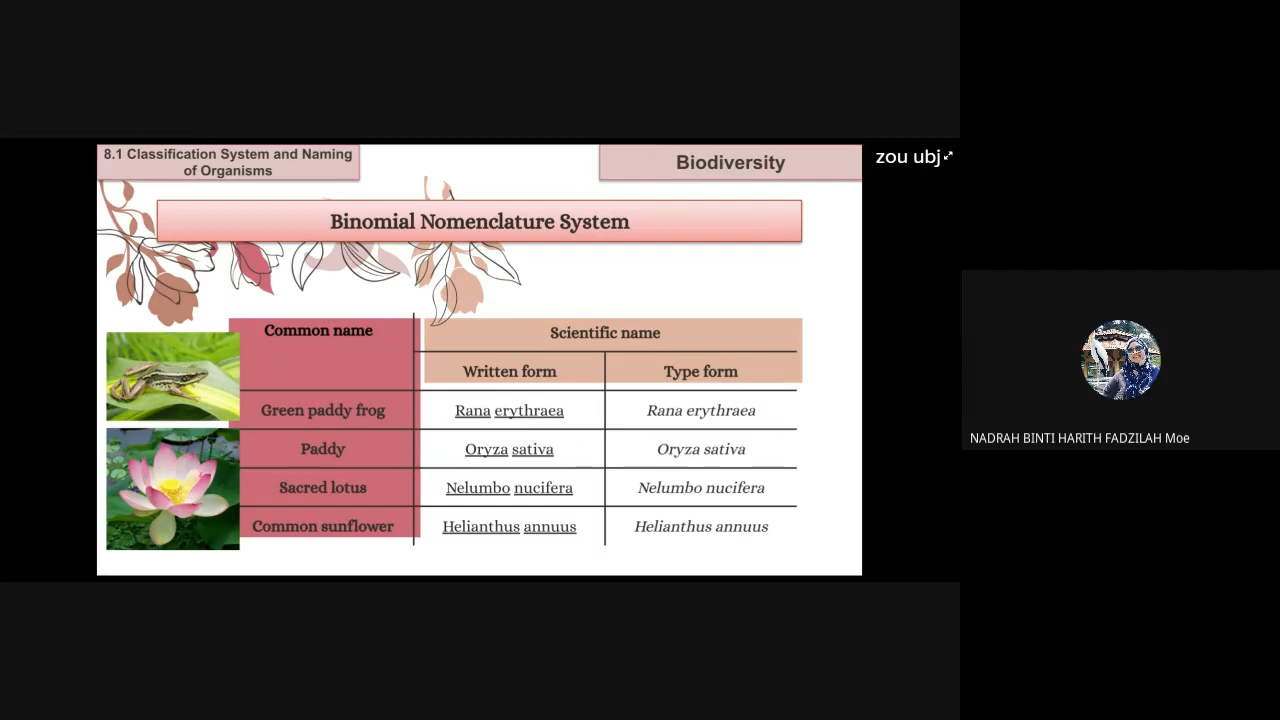 8.1 Classification System and Naming
of Organisms
Biodiversity
zou ubj
Binomial Nomenclature System
Common name
Scientific name
Written form
Type form
Green paddy frog
Rana erythraea
Rana erythraea
Paddy
Oryza sativa
Oryza sativa
Sacred lotus
Nelumbo nucifera
Nelumbo nucifera
Common sunflower
Helianthus annuus
Helianthus annuus
NADRAH BINTI HARITH FADZILAH Moe